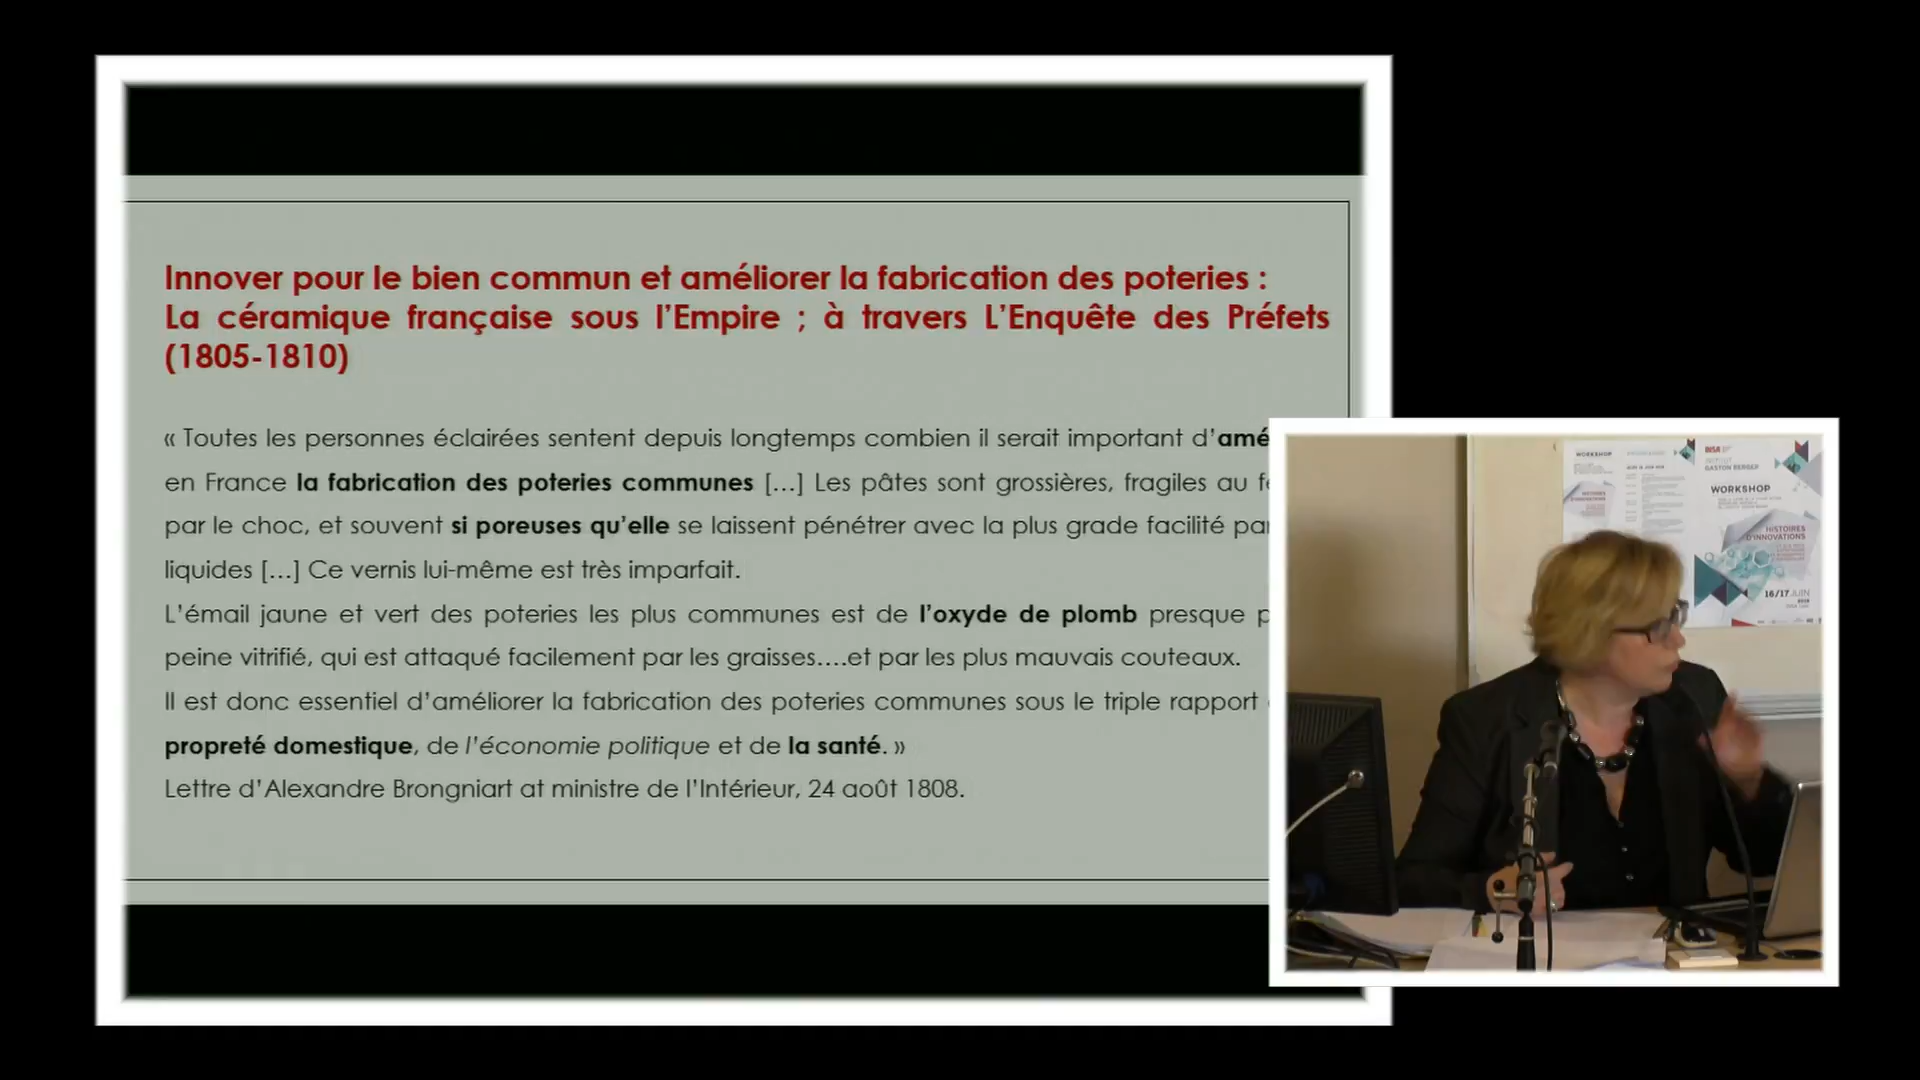 Innover pour le bien commun et améliorer la fabrication des poteries :
La céramique française sous l'Empire ; à travers L'Enquête des Préfets
(1805-1810)
« Toutes les personnes éclairées sentent depuis longtemps combien il serait important d'amé
en France la fabrication des poteries communes [...] Les pâtes sont grossières, fragiles au fe
par le choc, et souvent si poreuses qu'elle se laissent pénétrer avec la plus grade facilité par
liquides [...] Ce vernis lui-même est très imparfait.
L'émail jaune et vert des poteries les plus communes est de l'oxyde de plomb presque p
peine vitrifié, qui est attaqué facilement par les graisses....et par les plus mauvais couteaux.
Il est donc essentiel d'améliorer la fabrication des poteries communes sous le triple rapport
propreté domestique, de l'économie politique et de la santé. »
Lettre d'Alexandre Brongniart at ministre de l'Intérieur, 24 août 1808.
WORKSHOP
INSTITUT
GASTON BERGER
WORKSHOP
HISTOIRES
D'INNOVATIONS
16/17 JUIN